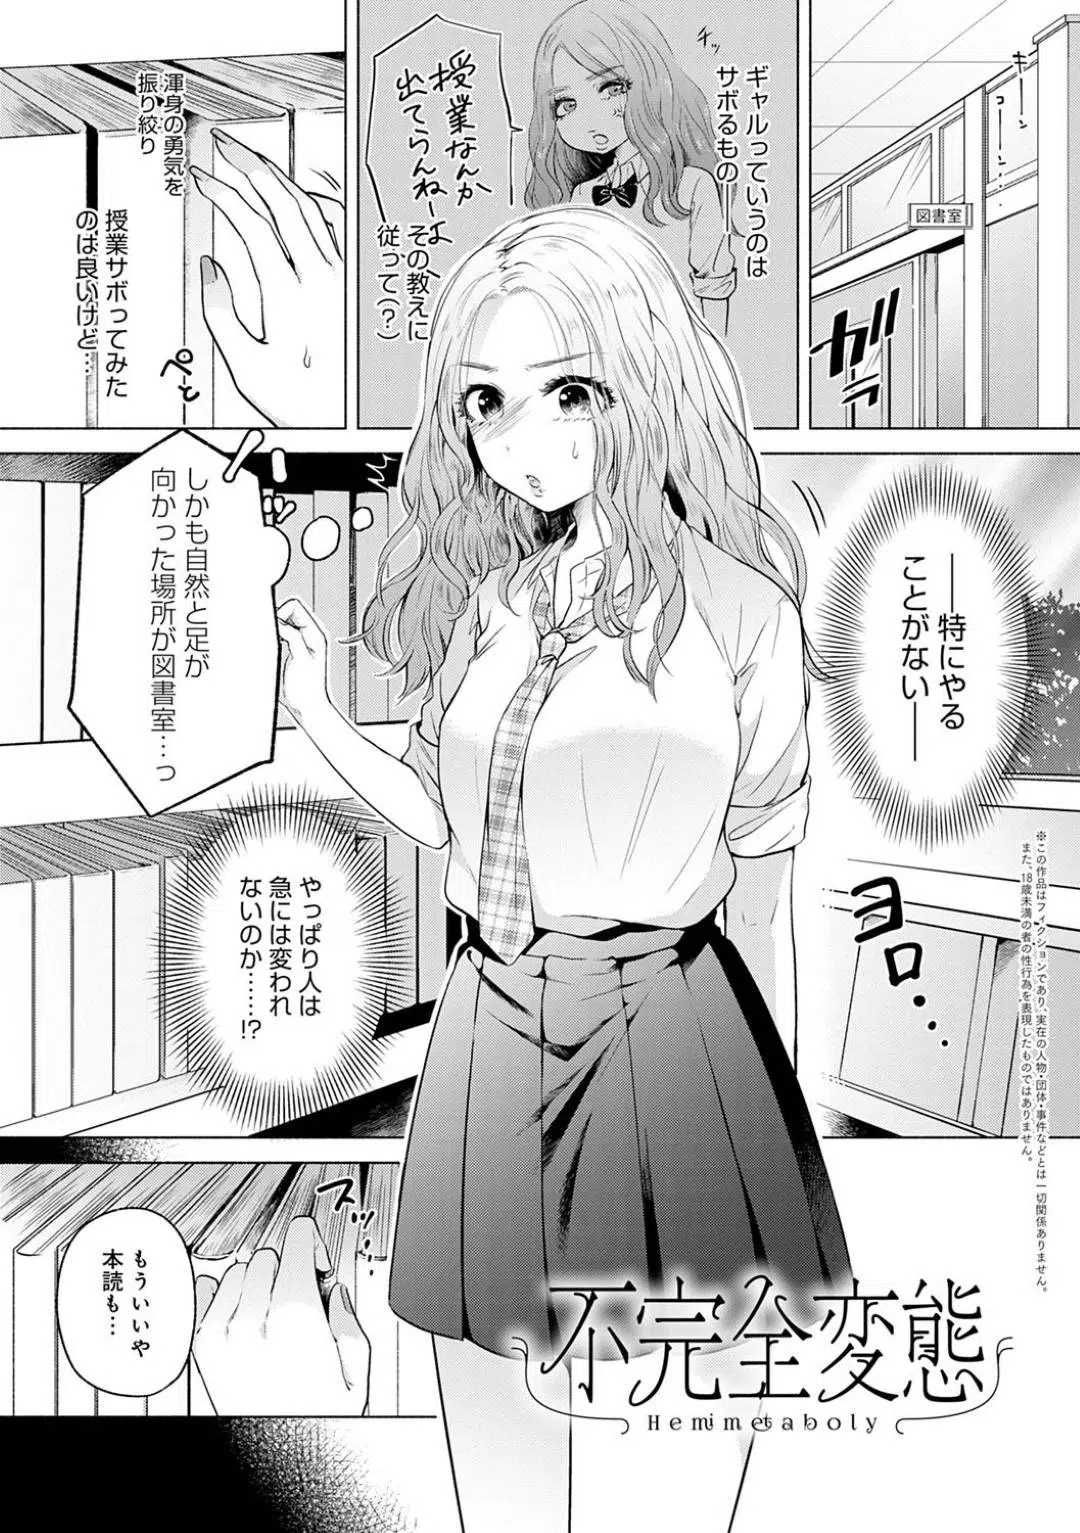 図書室
ガラ
ギャルっていうのは
サボるもの――
チッ
授業なんか
出てらんねーよ
その教えに
従って(?)
渾身の勇気を
振り絞り
授業サボってみた
のは良いけど…
ぺと
――特にやる
ことがない――
しかも自然と足が
向かった場所が図書室…っ
やっぱり人は
急には変われ
ないのか……!?
ヨロ…
※この作品はフィクションであり、実在の人物・団体・事件などとは一切関係ありません。
また、18歳未満の者の性行為を表現したものではありません。
スッ
もういいや
本読も…
不完全変態
Hemimetaboly